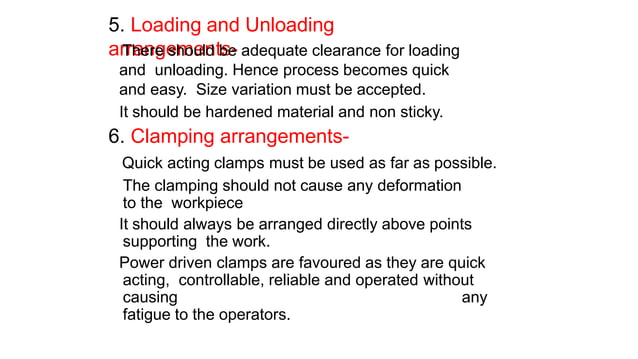 5. Loading and Unloading
arrangements-
There should be adequate clearance for loading
and unloading. Hence process becomes quick
and easy. Size variation must be accepted.
It should be hardened material and non sticky.
6. Clamping arrangements-
Quick acting clamps must be used as far as possible.
The clamping should not cause any deformation
to the workpiece
It should always be arranged directly above points
supporting the work.
Power driven clamps are favoured as they are quick
acting, controllable, reliable and operated without
causing any
fatigue to the operators.